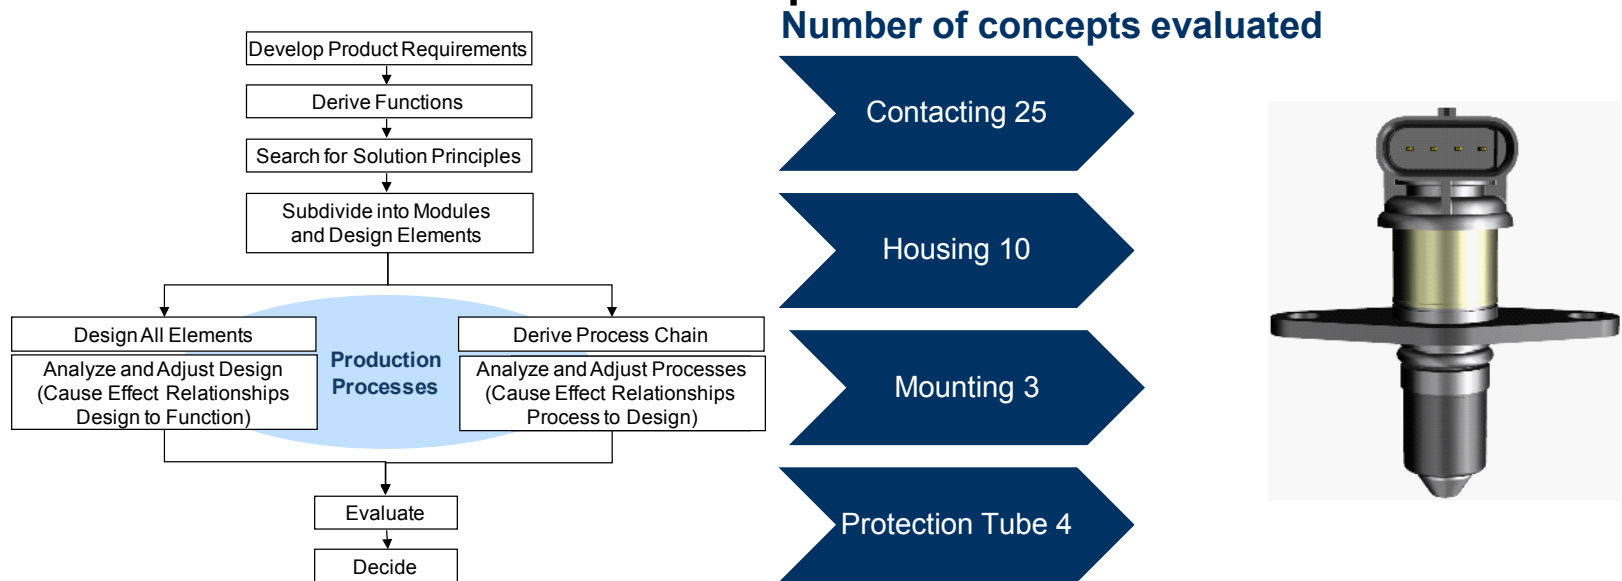 Number of concepts evaluated
Develop Product Requirements
Derive Functions
Search for Solution Principles
Subdivide into Modules
and Design Elements
Design All Elements
Analyze and Adjust Design
(Cause Effect Relationships
Design to Function)
Production
Processes
Derive Process Chain
Analyze and Adjust Processes
(Cause Effect Relationships
Process to Design)
Evaluate
Decide
Contacting 25
Housing 10
Mounting 3
Protection Tube 4